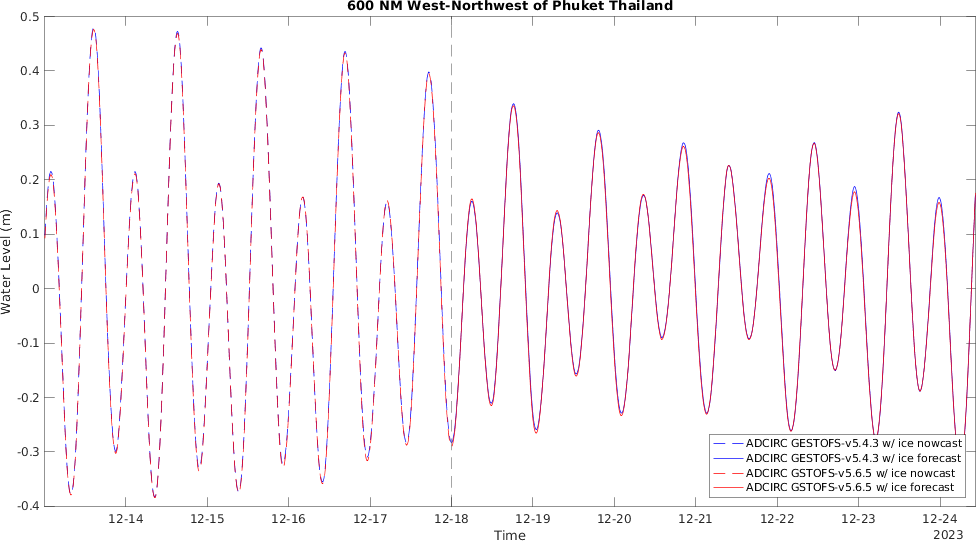 600 NM West-Northwest of Phuket Thailand
0.5
0.4
0.3
0.2
0.1
0
-0.1
-0.2
-0.3
-0.4
Water Level (m)
12-14 12-15 12-16 12-17 12-18 12-19 12-20 12-21 12-22 12-23 12-24
Time
2023
ADCIRC GESTOFS-v5.4.3 w/ ice nowcast
ADCIRC GESTOFS-v5.4.3 w/ ice forecast
ADCIRC GSTOFS-v5.6.5 w/ ice nowcast
ADCIRC GSTOFS-v5.6.5 w/ ice forecast